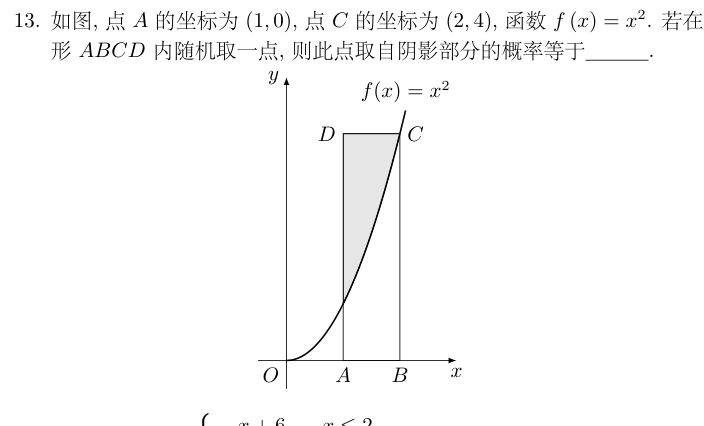 13. 如图, 点 A 的坐标为 (1,0), 点 C 的坐标为 (2,4), 函数 f (x) = x². 若在
形 ABCD 内随机取一点, 则此点取自阴影部分的概率等于______.
y
f(x) = x²
D C
O A B x
x + 6 x ≤ 2